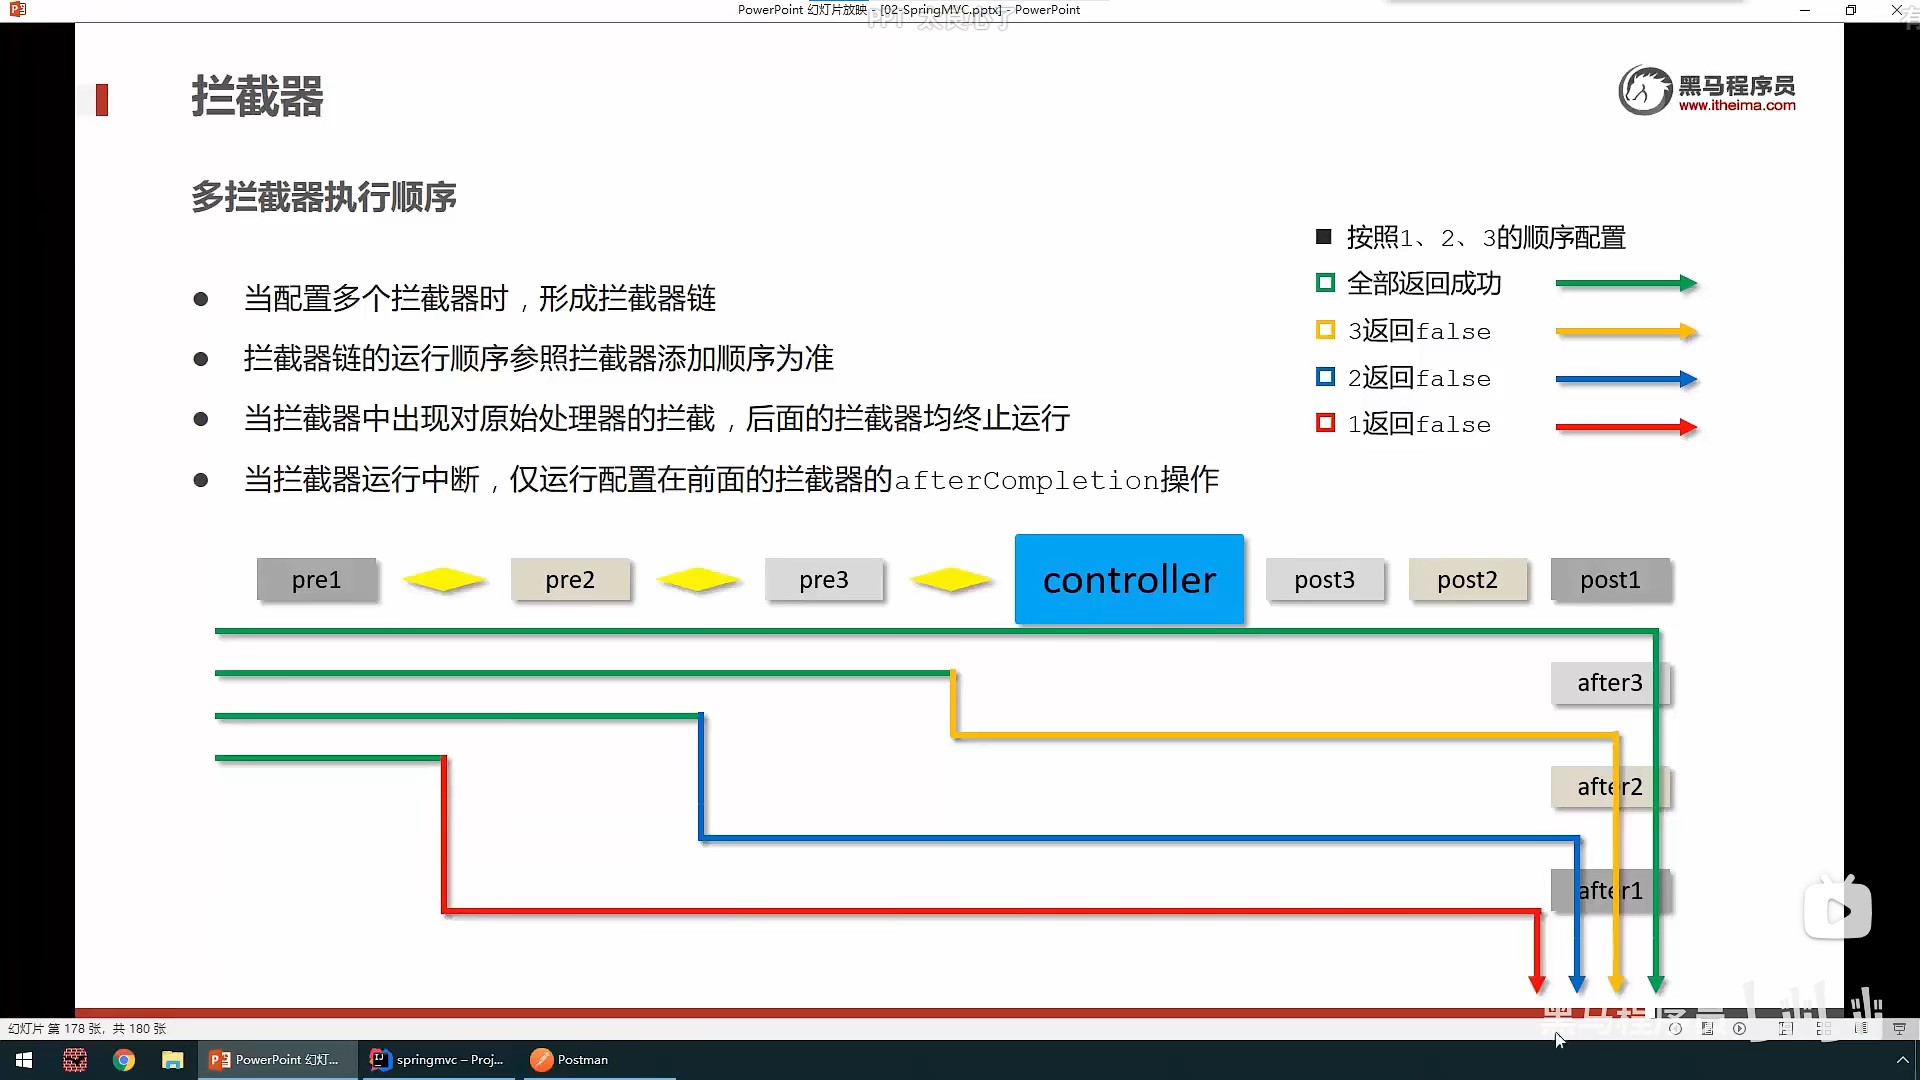 PowerPoint 幻灯片放映 - [02-SpringMVC.pptx] - PowerPoint
PPT 太良心了
拦截器
黑马程序员
www.itheima.com
多拦截器执行顺序
按照1、2、3的顺序配置
全部返回成功
3返回false
2返回false
1返回false
当配置多个拦截器时，形成拦截器链
拦截器链的运行顺序参照拦截器添加顺序为准
当拦截器中出现对原始处理器的拦截，后面的拦截器均终止运行
当拦截器运行中断，仅运行配置在前面的拦截器的afterCompletion操作
pre1
pre2
pre3
controller
post3
post2
post1
after3
after2
after1
黑马程序员
幻灯片 第 178 张，共 180 张
PowerPoint 幻灯...
springmvc – Proj...
Postman